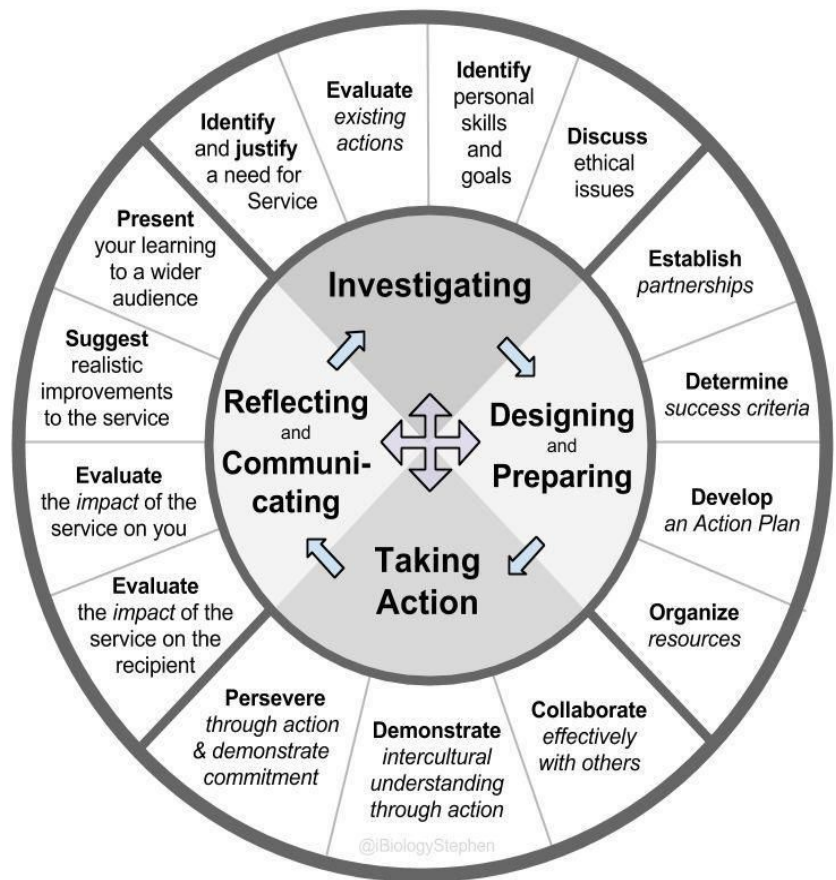 Identify
and justify
a need for
Service
Evaluate
existing
actions
Identify
personal
skills
and
goals
Discuss
ethical
issues
Establish
partnerships
Determine
success criteria
Develop
an Action Plan
Organize
resources
Collaborate
effectively
with others
Demonstrate
intercultural
understanding
through action
Persevere
through action
& demonstrate
commitment
Evaluate
the impact of the
service on the
recipient
Evaluate
the impact of the
service on you
Suggest
realistic
improvements
to the service
Present
your learning
to a wider
audience
Investigating
Designing
and
Preparing
Taking
Action
Reflecting
and
Communi-
cating
@iBiologyStephen